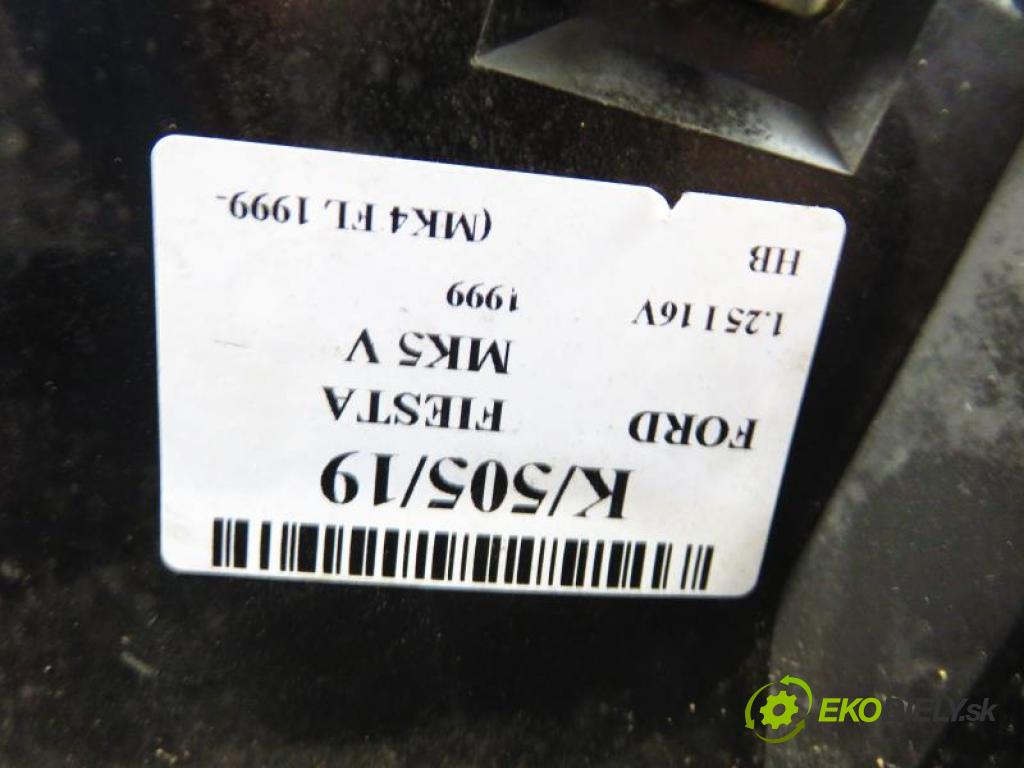 K/505/19
FORD FIESTA
MK5 V
1.25 I 16V 1999
HB (MK4 FL 1999-
EKODIELY.sk